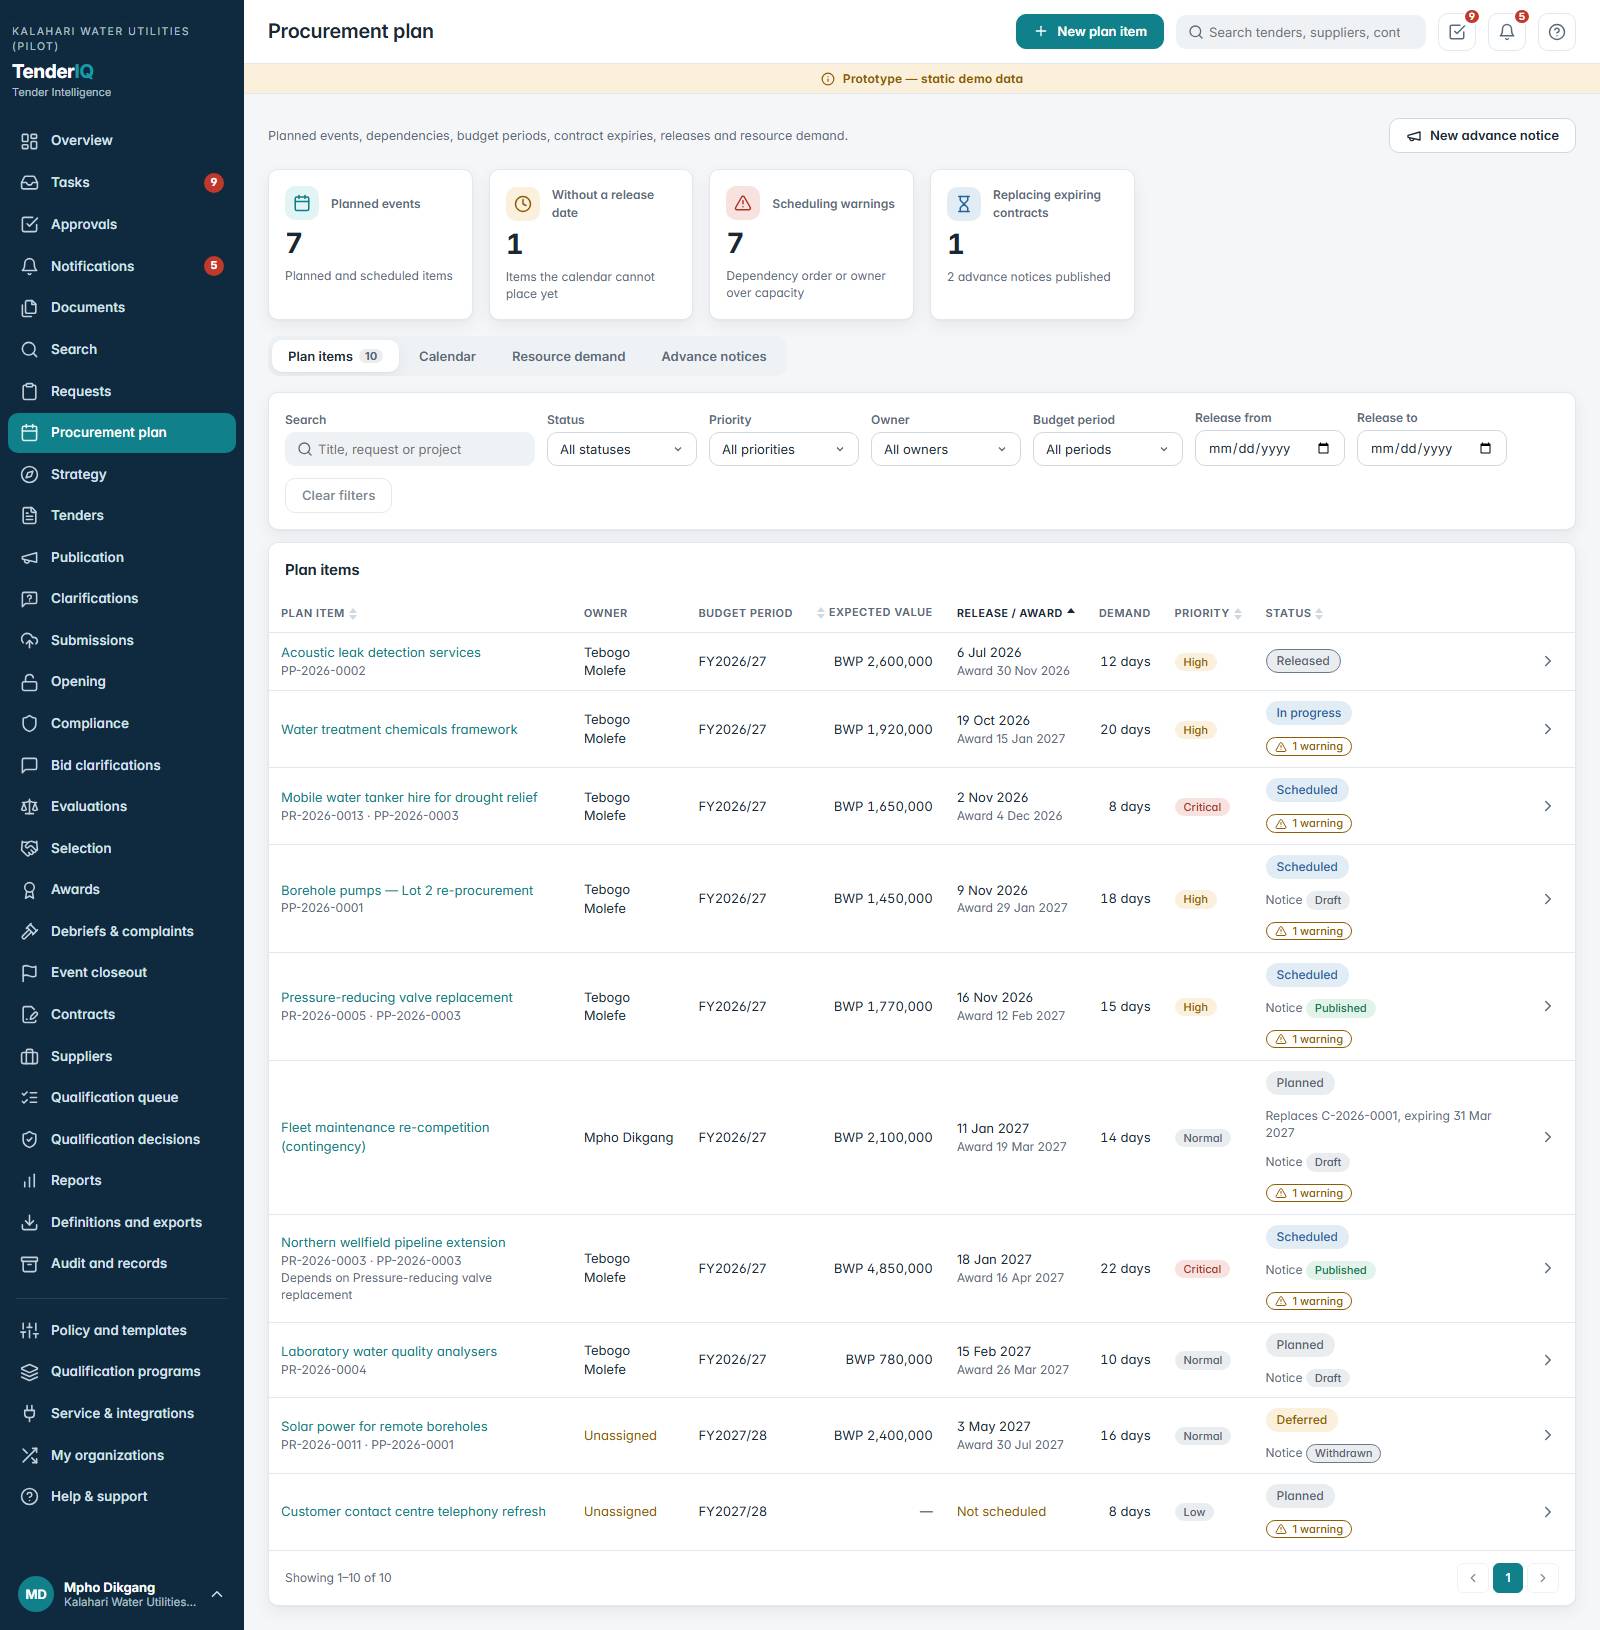 KALAHARI WATER UTILITIES
(PILOT)
TenderIQ
Tender Intelligence
Overview
Tasks 9
Approvals
Notifications 5
Documents
Search
Requests
Procurement plan
Strategy
Tenders
Publication
Clarifications
Submissions
Opening
Compliance
Bid clarifications
Evaluations
Selection
Awards
Debriefs & complaints
Event closeout
Contracts
Suppliers
Qualification queue
Qualification decisions
Reports
Definitions and exports
Audit and records
Policy and templates
Qualification programs
Service & integrations
My organizations
Help & support
MD
Mpho Dikgang
Kalahari Water Utilities...
Procurement plan
New plan item
Search tenders, suppliers, cont
9
5
Prototype — static demo data
Planned events, dependencies, budget periods, contract expiries, releases and resource demand.
New advance notice
Planned events
7
Planned and scheduled items
Without a release
date
1
Items the calendar cannot
place yet
Scheduling warnings
7
Dependency order or owner
over capacity
Replacing expiring
contracts
1
2 advance notices published
Plan items 10
Calendar
Resource demand
Advance notices
Search
Title, request or project
Status
All statuses
Priority
All priorities
Owner
All owners
Budget period
All periods
Release from
mm/dd/yyyy
Release to
mm/dd/yyyy
Clear filters
Plan items
PLAN ITEM OWNER BUDGET PERIOD EXPECTED VALUE RELEASE / AWARD DEMAND PRIORITY STATUS
Acoustic leak detection services
PP-2026-0002
Tebogo
Molefe
FY2026/27
BWP 2,600,000
6 Jul 2026
Award 30 Nov 2026
12 days
High
Released
Water treatment chemicals framework
Tebogo
Molefe
FY2026/27
BWP 1,920,000
19 Oct 2026
Award 15 Jan 2027
20 days
High
In progress
1 warning
Mobile water tanker hire for drought relief
PR-2026-0013 · PP-2026-0003
Tebogo
Molefe
FY2026/27
BWP 1,650,000
2 Nov 2026
Award 4 Dec 2026
8 days
Critical
Scheduled
1 warning
Borehole pumps — Lot 2 re-procurement
PP-2026-0001
Tebogo
Molefe
FY2026/27
BWP 1,450,000
9 Nov 2026
Award 29 Jan 2027
18 days
High
Scheduled
Notice Draft
1 warning
Pressure-reducing valve replacement
PR-2026-0005 · PP-2026-0003
Tebogo
Molefe
FY2026/27
BWP 1,770,000
16 Nov 2026
Award 12 Feb 2027
15 days
High
Scheduled
Notice Published
1 warning
Fleet maintenance re-competition
(contingency)
Mpho Dikgang
FY2026/27
BWP 2,100,000
11 Jan 2027
Award 19 Mar 2027
14 days
Normal
Planned
Replaces C-2026-0001, expiring 31 Mar
2027
Notice Draft
1 warning
Northern wellfield pipeline extension
PR-2026-0003 · PP-2026-0003
Depends on Pressure-reducing valve
replacement
Tebogo
Molefe
FY2026/27
BWP 4,850,000
18 Jan 2027
Award 16 Apr 2027
22 days
Critical
Scheduled
Notice Published
1 warning
Laboratory water quality analysers
PR-2026-0004
Tebogo
Molefe
FY2026/27
BWP 780,000
15 Feb 2027
Award 26 Mar 2027
10 days
Normal
Planned
Notice Draft
Solar power for remote boreholes
PR-2026-0011 · PP-2026-0001
Unassigned
FY2027/28
BWP 2,400,000
3 May 2027
Award 30 Jul 2027
16 days
Normal
Deferred
Notice Withdrawn
Customer contact centre telephony refresh
Unassigned
FY2027/28
—
Not scheduled
8 days
Low
Planned
1 warning
Showing 1–10 of 10
1